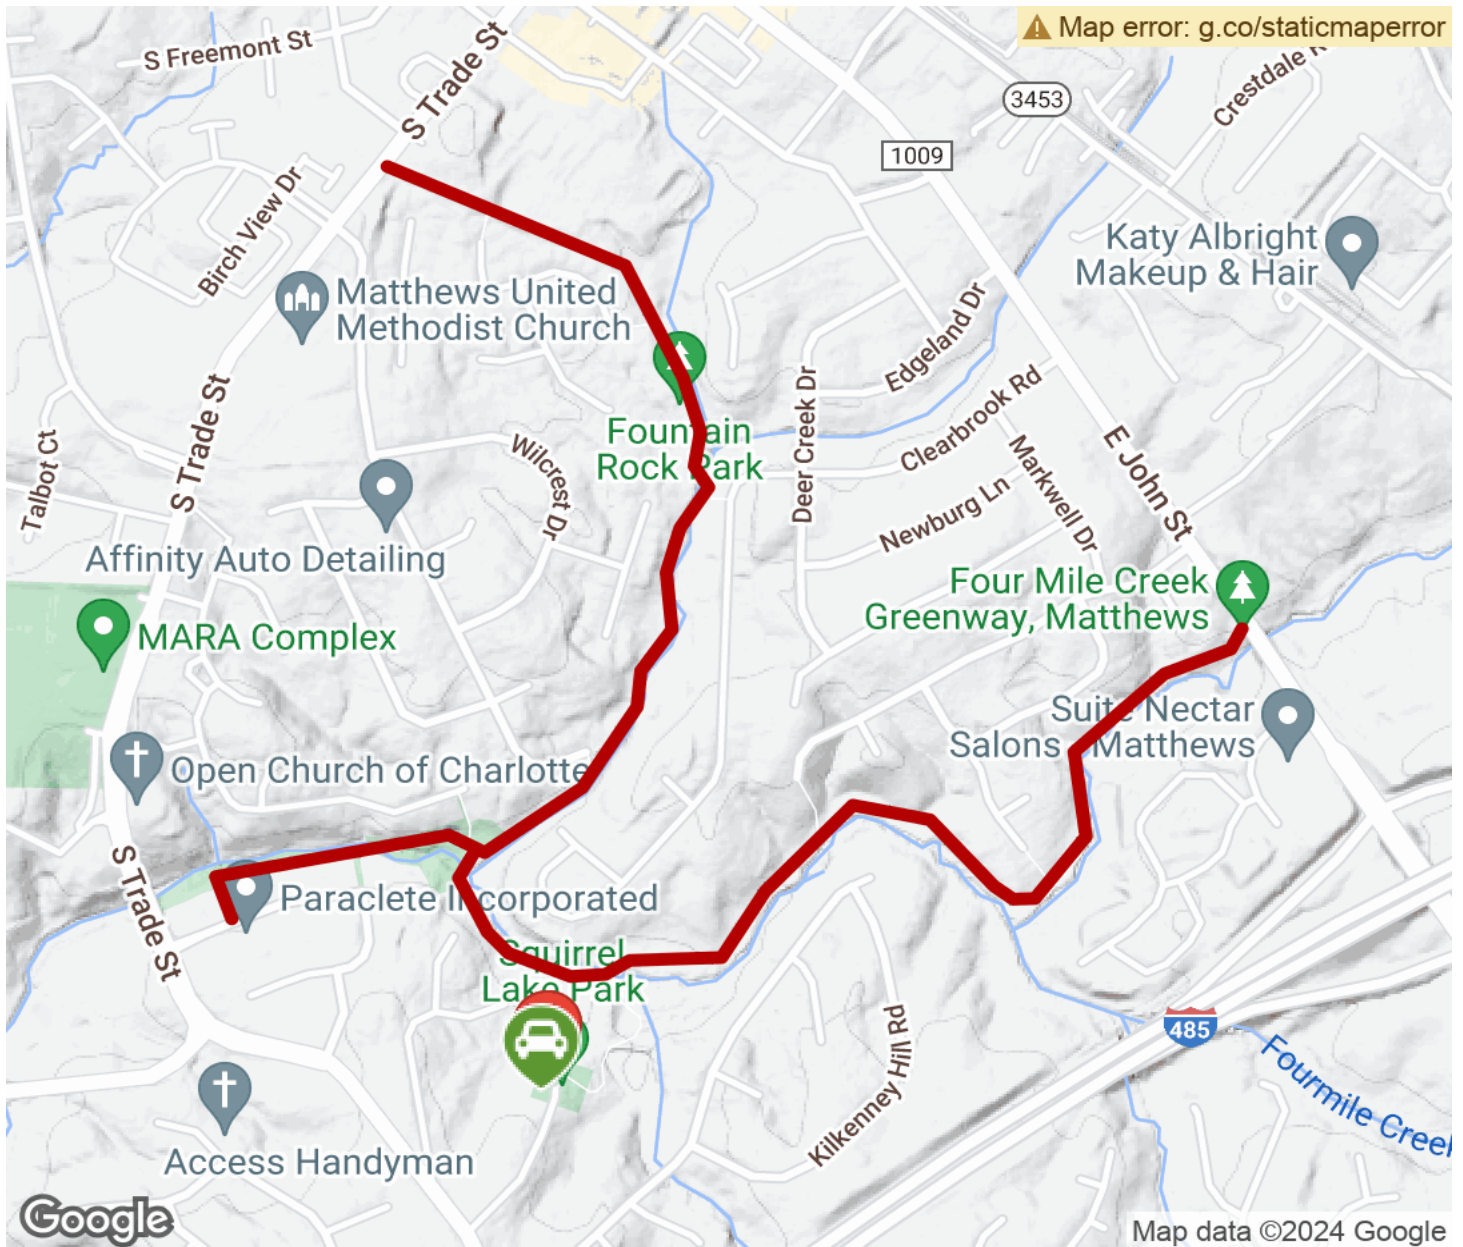 Map error: g.co/staticmaperror
S Freemont St
S Trade St
3453
Crestdale R
1009
Birch View Dr
Katy Albright
Makeup & Hair
Matthews United
Methodist Church
Edgeland Dr
Deer Creek Dr
Clearbrook Rd
Fountain
Rock Park
S Trade St
Talbot Ct
Wilcrest Dr
Markwell Dr
E John St
Newburg Ln
Affinity Auto Detailing
Four Mile Creek
Greenway, Matthews
MARA Complex
Suite Nectar
Salons - Matthews
Open Church of Charlotte
S Trade St
Paraclete Incorporated
Squirrel
Lake Park
485
Kilkenney Hill Rd
Fourmile Creek
Access Handyman
Google
Map data ©2024 Google